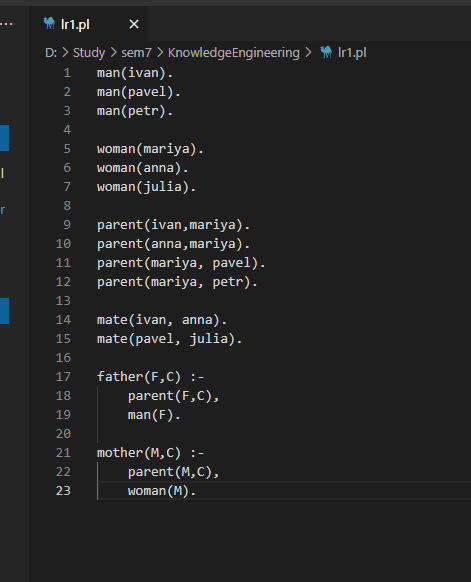 lr1.pl
D: > Study > sem7 > KnowledgeEngineering > lr1.pl
1 man(ivan).
2 man(pavel).
3 man(petr).
4
5 woman(mariya).
6 woman(anna).
7 woman(julia).
8
9 parent(ivan,mariya).
10 parent(anna,mariya).
11 parent(mariya, pavel).
12 parent(mariya, petr).
13
14 mate(ivan, anna).
15 mate(pavel, julia).
16
17 father(F,C) :-
18     parent(F,C),
19     man(F).
20
21 mother(M,C) :-
22     parent(M,C),
23     woman(M).